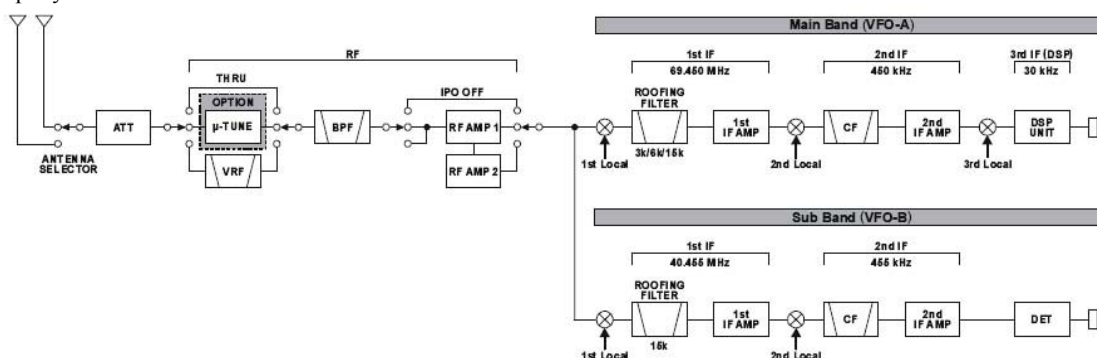 Main Band (VFO-A)
RF
THRU
OPTION
µ-TUNE
VRF
ATT
ANTENNA
SELECTOR
BPF
IPO OFF
RF AMP 1
RF AMP 2
1st IF
69.450 MHz
2nd IF
450 kHz
3rd IF (DSP)
30 kHz
ROOFING
FILTER
3k/6k/15k
1st
IF AMP
CF
2nd
IF AMP
DSP
UNIT
1st Local
2nd Local
3rd Local
Sub Band (VFO-B)
1st IF
40.455 MHz
2nd IF
455 kHz
ROOFING
FILTER
15k
1st
IF AMP
CF
2nd
IF AMP
DET
1st Local
2nd Local